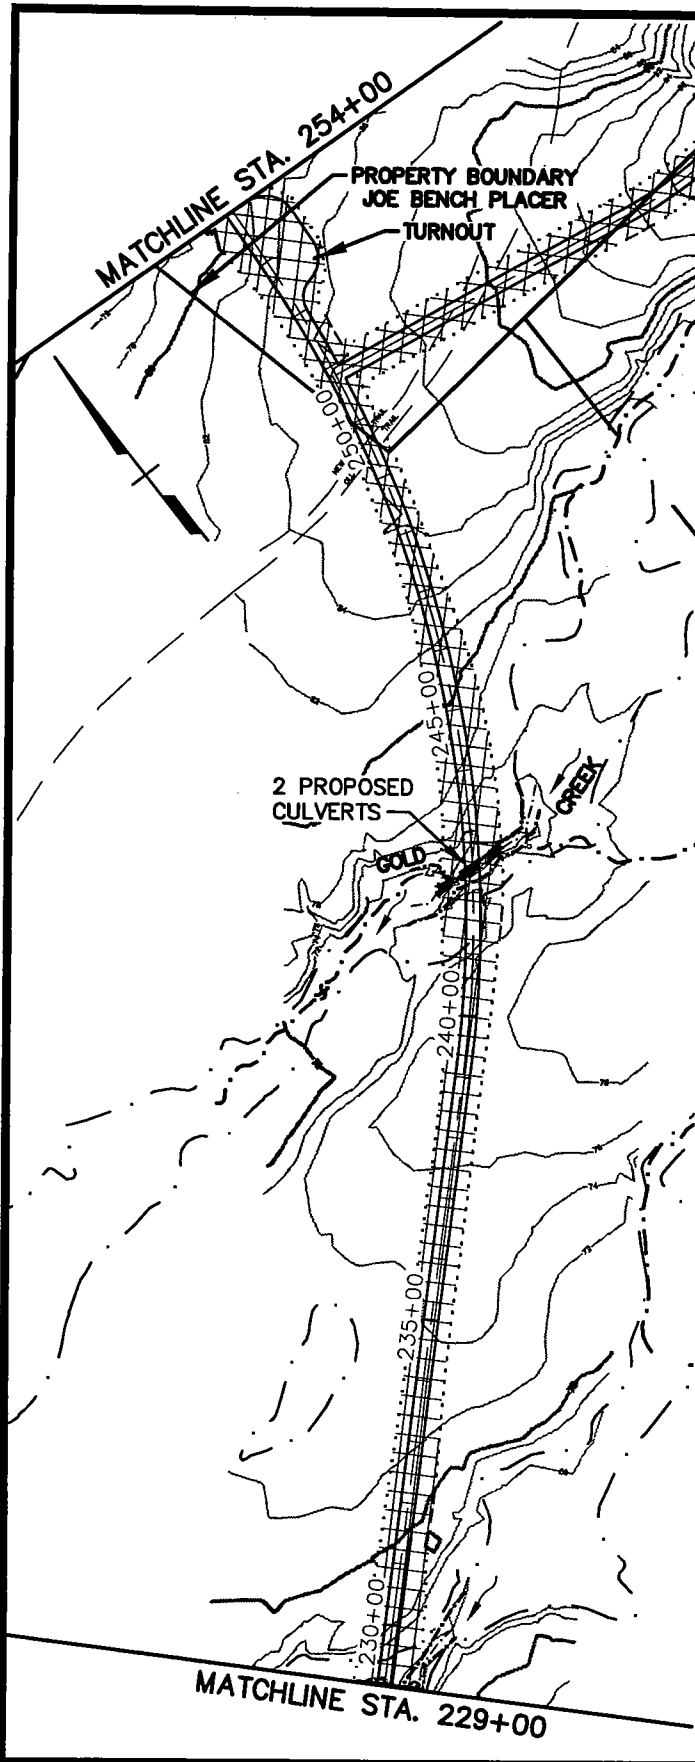 MATCHLINE STA. 254+00
PROPERTY BOUNDARY
JOE BENCH PLACER
TURNOUT
250+00
245+00
2 PROPOSED
CULVERTS
GOLD CREEK
240+00
235+00
230+00
MATCHLINE STA. 229+00